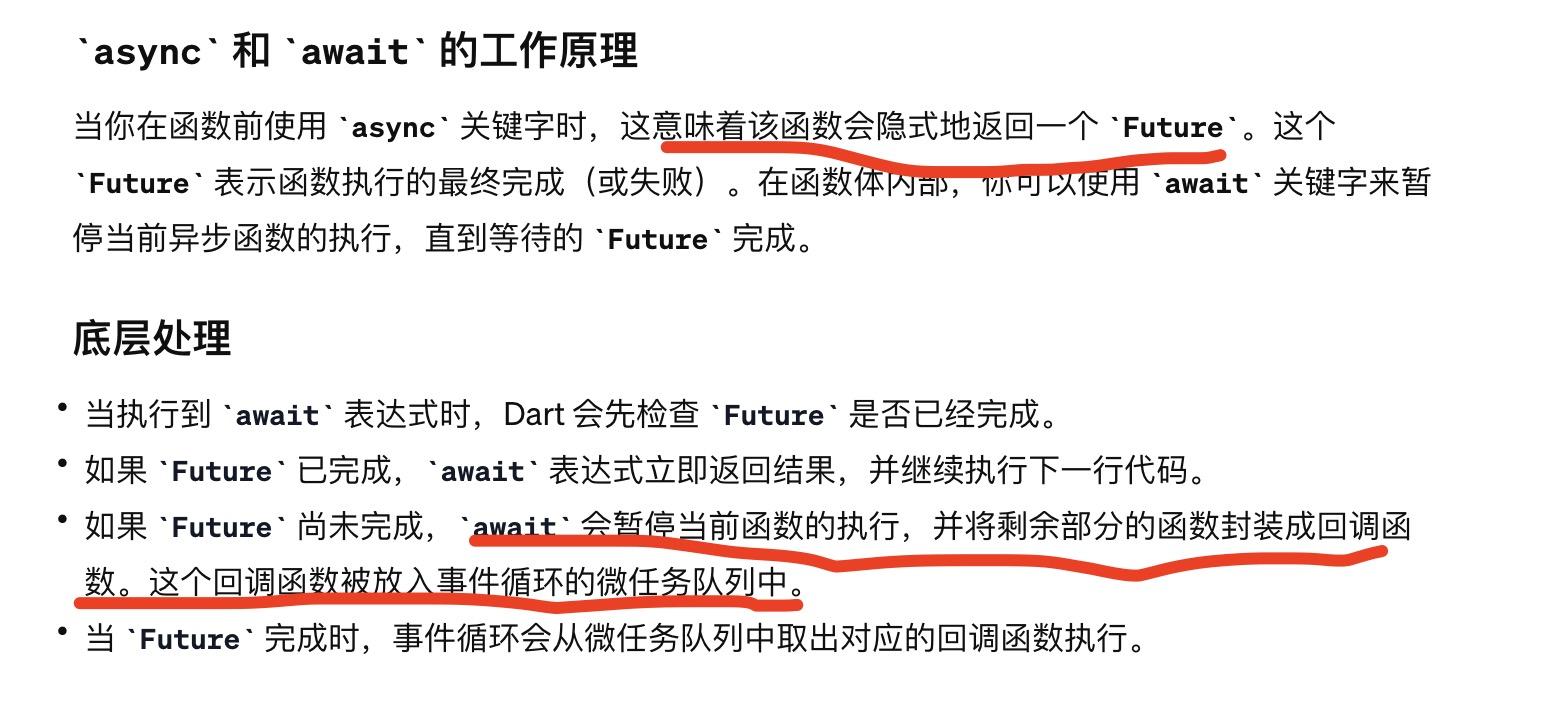 `async` 和 `await` 的工作原理
当你在函数前使用 `async` 关键字时，这意味着该函数会隐式地返回一个 `Future`。这个
`Future` 表示函数执行的最终完成（或失败）。在函数体内部，你可以使用 `await` 关键字来暂
停当前异步函数的执行，直到等待的 `Future` 完成。
底层处理
• 当执行到 `await` 表达式时，Dart 会先检查 `Future` 是否已经完成。
• 如果 `Future` 已完成，`await` 表达式立即返回结果，并继续执行下一行代码。
• 如果 `Future` 尚未完成，`await` 会暂停当前函数的执行，并将剩余部分的函数封装成回调函
数。这个回调函数被放入事件循环的微任务队列中。
• 当 `Future` 完成时，事件循环会从微任务队列中取出对应的回调函数执行。